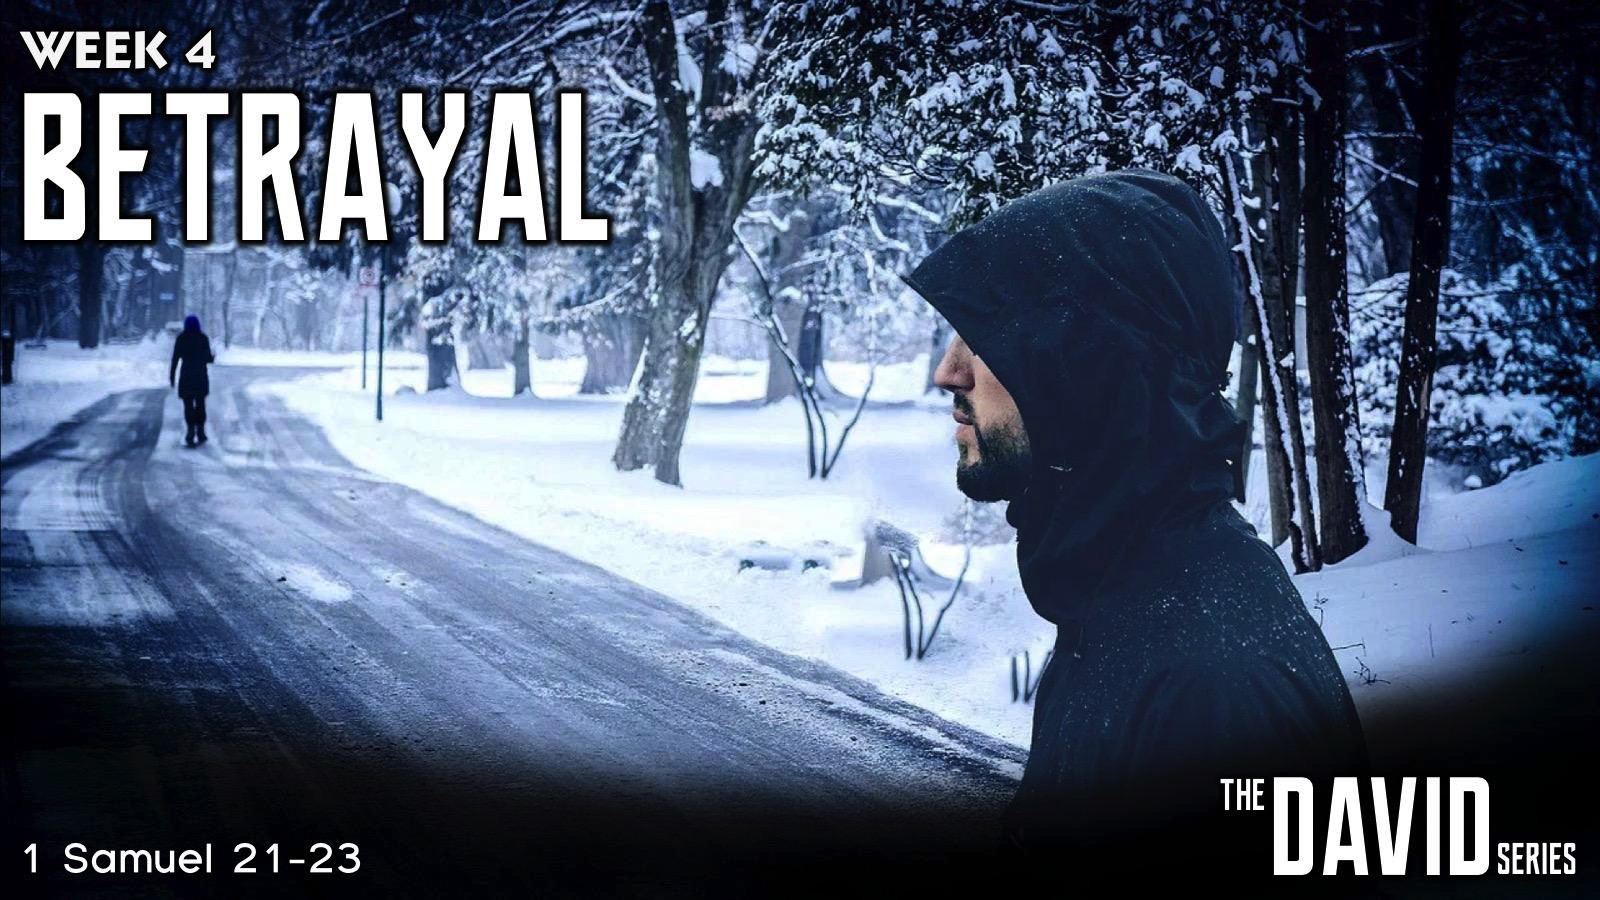 WEEK 4
BETRAYAL
1 Samuel 21-23
THE DAVID SERIES